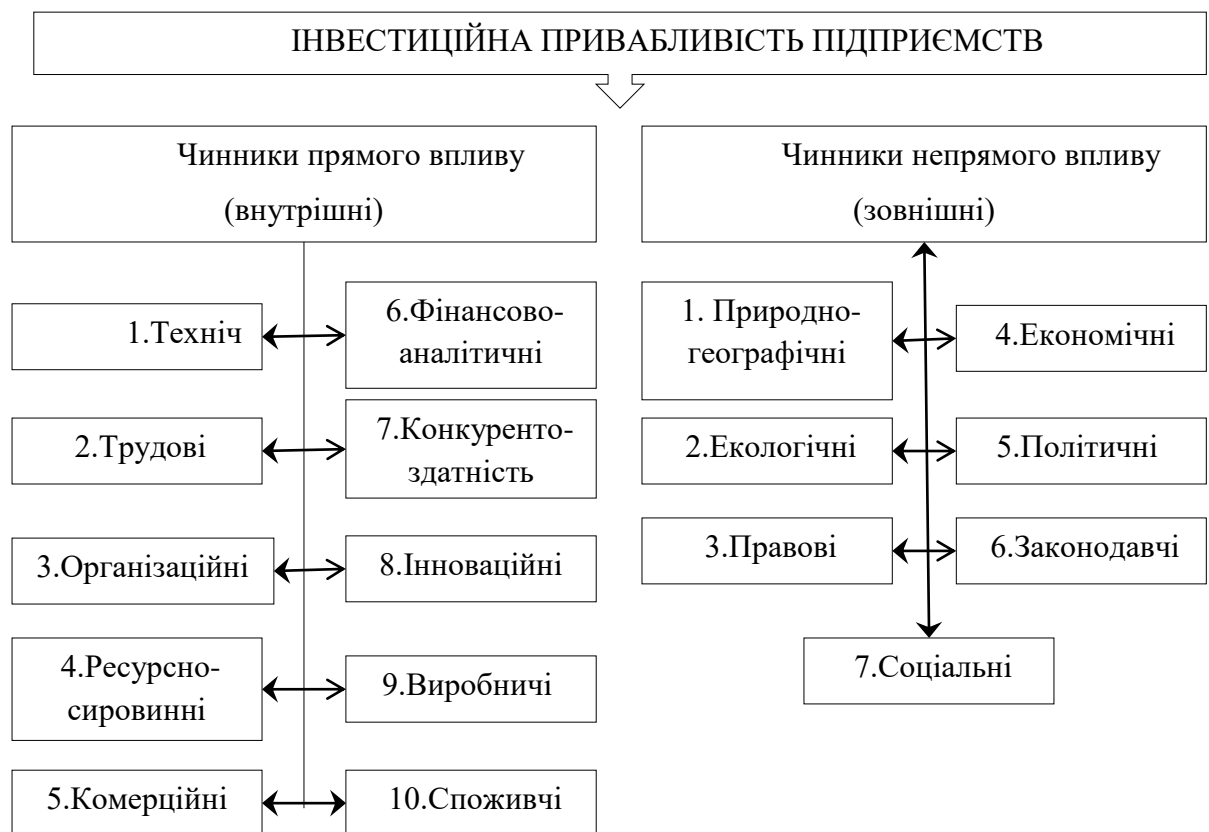 ІНВЕСТИЦІЙНА ПРИВАБЛИВІСТЬ ПІДПРИЄМСТВ
Чинники прямого впливу
(внутрішні)
1.Техніч
2.Трудові
3.Організаційні
4.Ресурсно-
сировинні
5.Комерційні
6.Фінансово-
аналітичні
7.Конкуренто-
здатність
8.Інноваційні
9.Виробничі
10.Споживчі
Чинники непрямого впливу
(зовнішні)
1. Природно-
географічні
2.Екологічні
3.Правові
4.Економічні
5.Політичні
6.Законодавчі
7.Соціальні